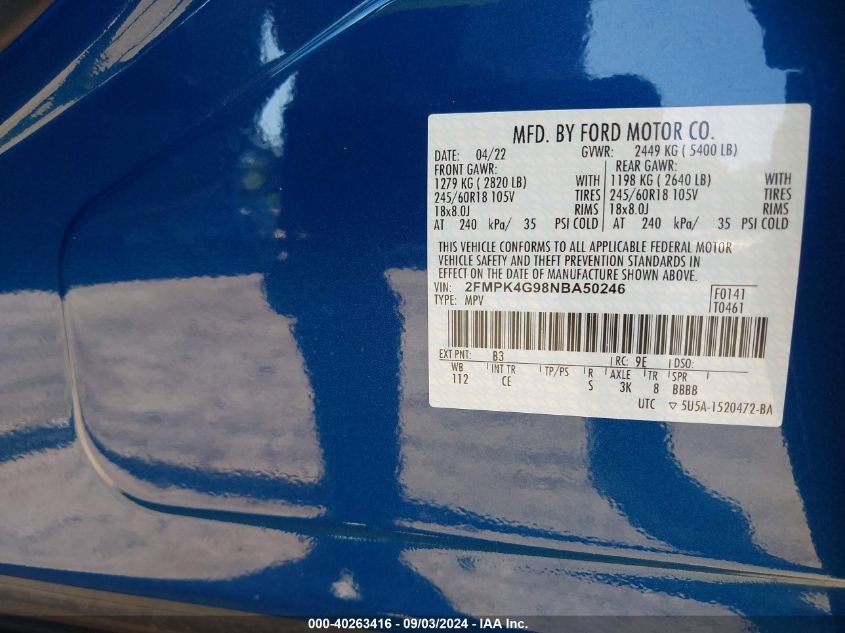 MFD. BY FORD MOTOR CO.
DATE: 04/22 GVWR: 2449 KG ( 5400 LB)
FRONT GAWR: REAR GAWR:
1279 KG ( 2820 LB) WITH 1198 KG ( 2640 LB) WITH
245/60R18 105V TIRES 245/60R18 105V TIRES
18x8.0J RIMS 18x8.0J RIMS
AT 240 kPa/ 35 PSI COLD AT 240 kPa/ 35 PSI COLD
THIS VEHICLE CONFORMS TO ALL APPLICABLE FEDERAL MOTOR
VEHICLE SAFETY AND THEFT PREVENTION STANDARDS IN
EFFECT ON THE DATE OF MANUFACTURE SHOWN ABOVE.
VIN: 2FMPK4G98NBA50246 F0141
TYPE: MPV T0461
EXT PNT: B3 RC: 9E DSO:
WB INT TR TP/PS R AXLE TR SPR
112 CE S 3K 8 BBBB
UTC ▽ 5U5A-1520472-BA
000-40263416 - 09/03/2024 - IAA Inc.